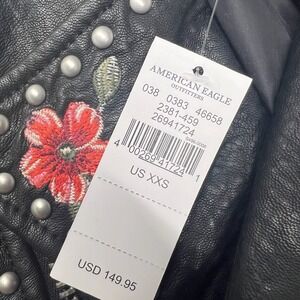 AMERICAN EAGLE
OUTFITTERS
038 0383 46658
2381-459
26941724
4 00269 41724 1
US XXS
USD 149.95